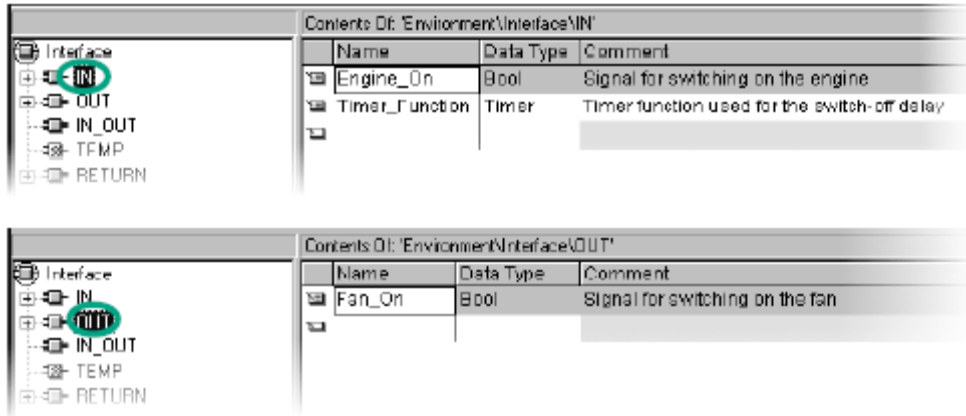 Contents Of: 'Environment\Interface\IN'
Interface
Name Data Type Comment
IN
Engine_On Bool Signal for switching on the engine
OUT
Timer_Function Timer Timer function used for the switch-off delay
IN_OUT
TEMP
RETURN
Contents Of: 'Environment\Interface\OUT'
Interface
Name Data Type Comment
IN
Fan_On Bool Signal for switching on the fan
OUT
IN_OUT
TEMP
RETURN